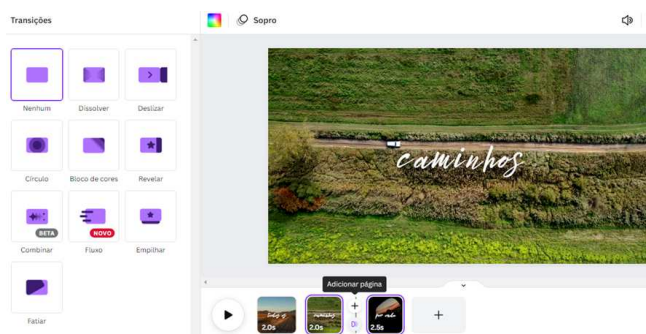 Transições
Sopro
Nenhum
Dissolver
Deslizar
Círculo
Bloco de cores
Revelar
BETA
NOVO
Combinar
Fluxo
Empilhar
Fatiar
caminhos
Adicionar página
caminhos
2.0s
2.0s
2.5s